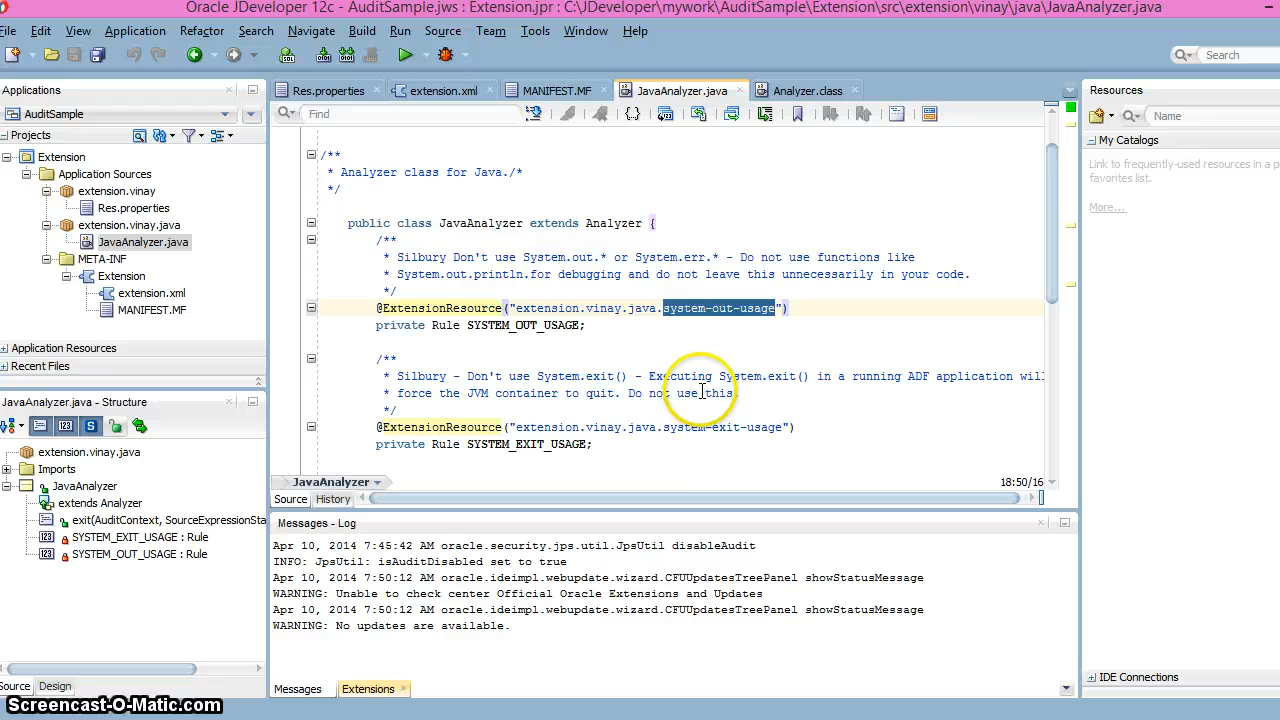 Oracle JDeveloper 12c - AuditSample.jws : Extension.jpr : C:\JDeveloper\mywork\AuditSample\Extension\src\extension\vinay\java\JavaAnalyzer.java
File Edit View Application Refactor Search Navigate Build Run Source Team Tools Window Help
Search
Applications
AuditSample
Projects
Extension
Application Sources
extension.vinay
Res.properties
extension.vinay.java
JavaAnalyzer.java
META-INF
Extension
extension.xml
MANIFEST.MF
Application Resources
Recent Files
JavaAnalyzer.java - Structure
extension.vinay.java
Imports
JavaAnalyzer
extends Analyzer
exit(AuditContext, SourceExpressionSta
SYSTEM_EXIT_USAGE : Rule
SYSTEM_OUT_USAGE : Rule
Source Design
Res.properties extension.xml MANIFEST.MF JavaAnalyzer.java Analyzer.class
Find
/**
* Analyzer class for Java./*
*/
public class JavaAnalyzer extends Analyzer {
/**
* Silbury Don't use System.out.* or System.err.* - Do not use functions like
* System.out.println.for debugging and do not leave this unnecessarily in your code.
*/
@ExtensionResource("extension.vinay.java.system-out-usage")
private Rule SYSTEM_OUT_USAGE;
/**
* Silbury - Don't use System.exit() - Executing System.exit() in a running ADF application will
* force the JVM container to quit. Do not use this.
*/
@ExtensionResource("extension.vinay.java.system-exit-usage")
private Rule SYSTEM_EXIT_USAGE;
JavaAnalyzer 18:50/16
Source History
Messages - Log
Apr 10, 2014 7:45:42 AM oracle.security.jps.util.JpsUtil disableAudit
INFO: JpsUtil: isAuditDisabled set to true
Apr 10, 2014 7:50:12 AM oracle.ideimpl.webupdate.wizard.CFUUpdatesTreePanel showStatusMessage
WARNING: Unable to check center Official Oracle Extensions and Updates
Apr 10, 2014 7:50:12 AM oracle.ideimpl.webupdate.wizard.CFUUpdatesTreePanel showStatusMessage
WARNING: No updates are available.
Messages Extensions
Resources
Name
My Catalogs
Link to frequently-used resources in a p
favorites list.
More...
IDE Connections
Screencast-O-Matic.com